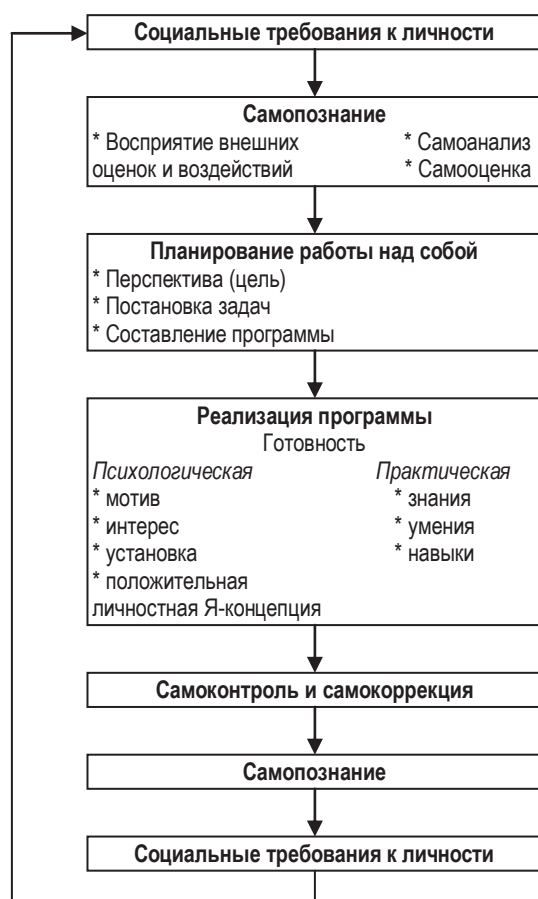 Социальные требования к личности
Самопознание
* Восприятие внешних
оценок и воздействий
* Самоанализ
* Самооценка
Планирование работы над собой
* Перспектива (цель)
* Постановка задач
* Составление программы
Реализация программы
Готовность
Психологическая
* мотив
* интерес
* установка
* положительная
личностная Я-концепция
Практическая
* знания
* умения
* навыки
Самоконтроль и самокоррекция
Самопознание
Социальные требования к личности